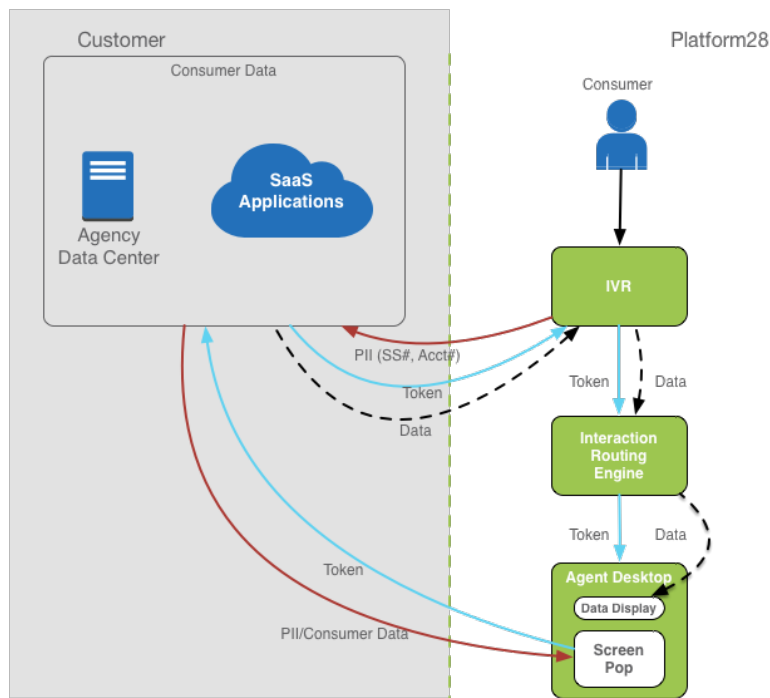 Customer
Platform28
Consumer Data
Consumer
SaaS
Applications
Agency
Data Center
IVR
PII (SS#, Acct#)
Token
Data
Token
Data
Interaction
Routing
Engine
Token
Data
Agent Desktop
Data Display
Screen
Pop
Token
PII/Consumer Data